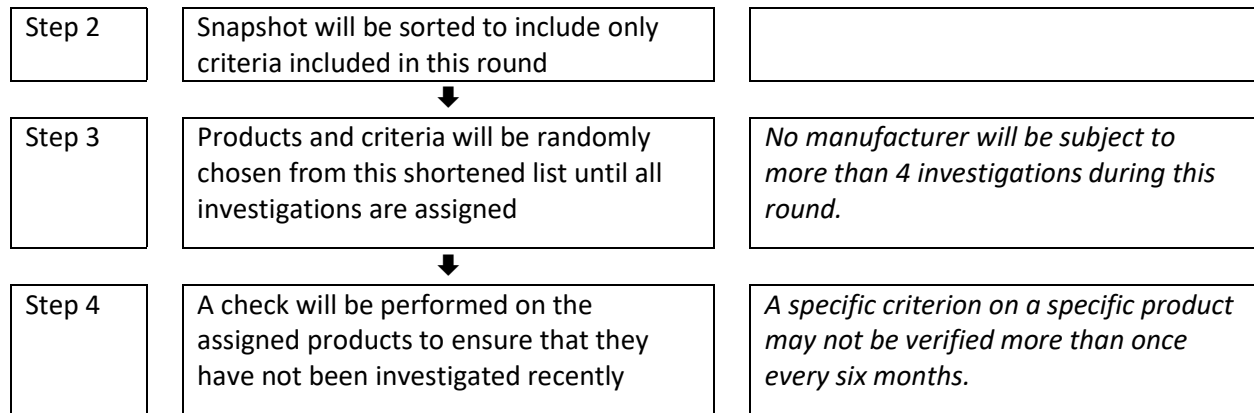 Step 2
Snapshot will be sorted to include only
criteria included in this round
Step 3
Products and criteria will be randomly
chosen from this shortened list until all
investigations are assigned
No manufacturer will be subject to
more than 4 investigations during this
round.
Step 4
A check will be performed on the
assigned products to ensure that they
have not been investigated recently
A specific criterion on a specific product
may not be verified more than once
every six months.